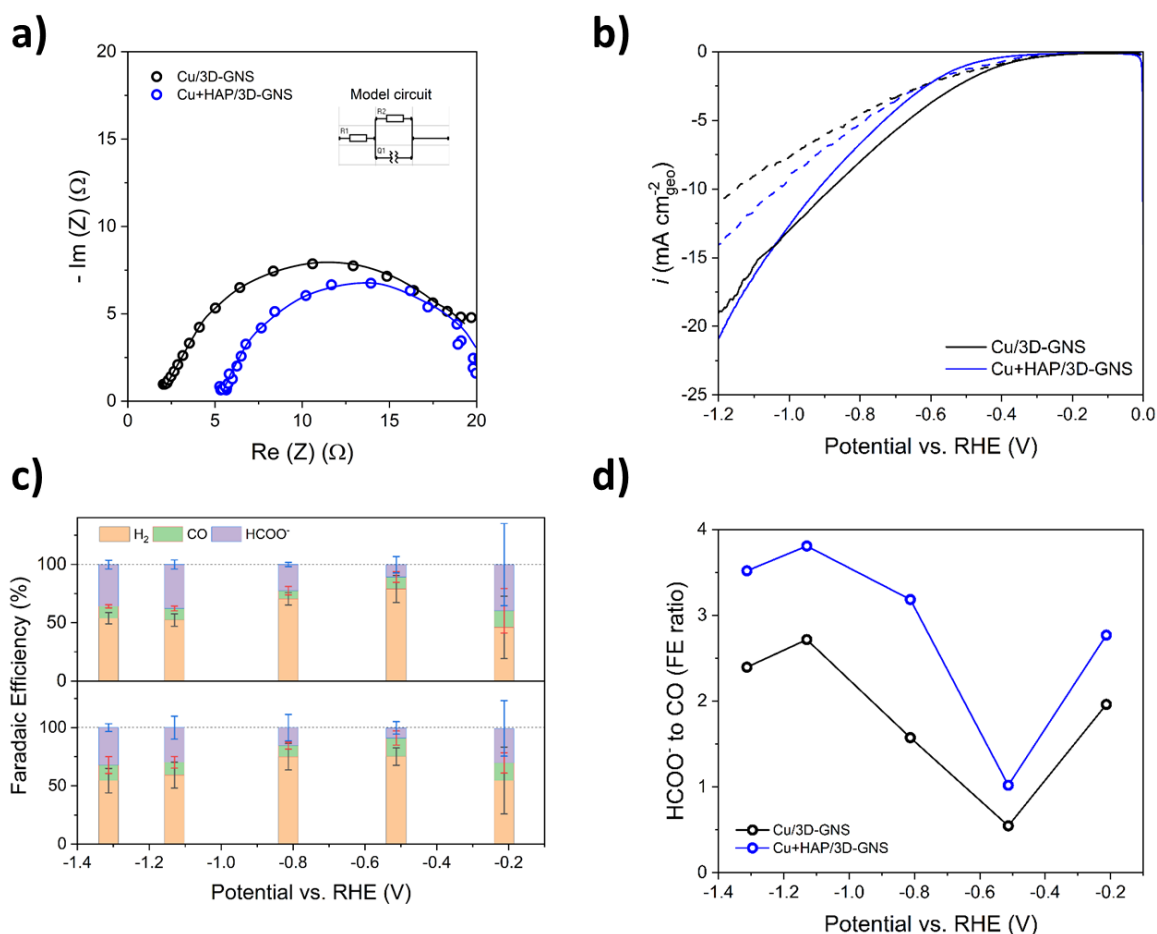 a)
20
15
10
5
0
- Im (Z) (Ω)
Cu/3D-GNS
Cu+HAP/3D-GNS
Model circuit
R1
R2
Q1
0 5 10 15 20
Re (Z) (Ω)
b)
0
-5
-10
-15
-20
-25
i (mA cm⁻²geo)
Cu/3D-GNS
Cu+HAP/3D-GNS
-1.2 -1.0 -0.8 -0.6 -0.4 -0.2 0.0
Potential vs. RHE (V)
c)
H₂ CO HCOO⁻
100
50
0
100
50
0
Faradaic Efficiency (%)
-1.4 -1.2 -1.0 -0.8 -0.6 -0.4 -0.2
Potential vs. RHE (V)
d)
4
3
2
1
0
HCOO⁻ to CO (FE ratio)
Cu/3D-GNS
Cu+HAP/3D-GNS
-1.4 -1.2 -1.0 -0.8 -0.6 -0.4 -0.2
Potential vs. RHE (V)